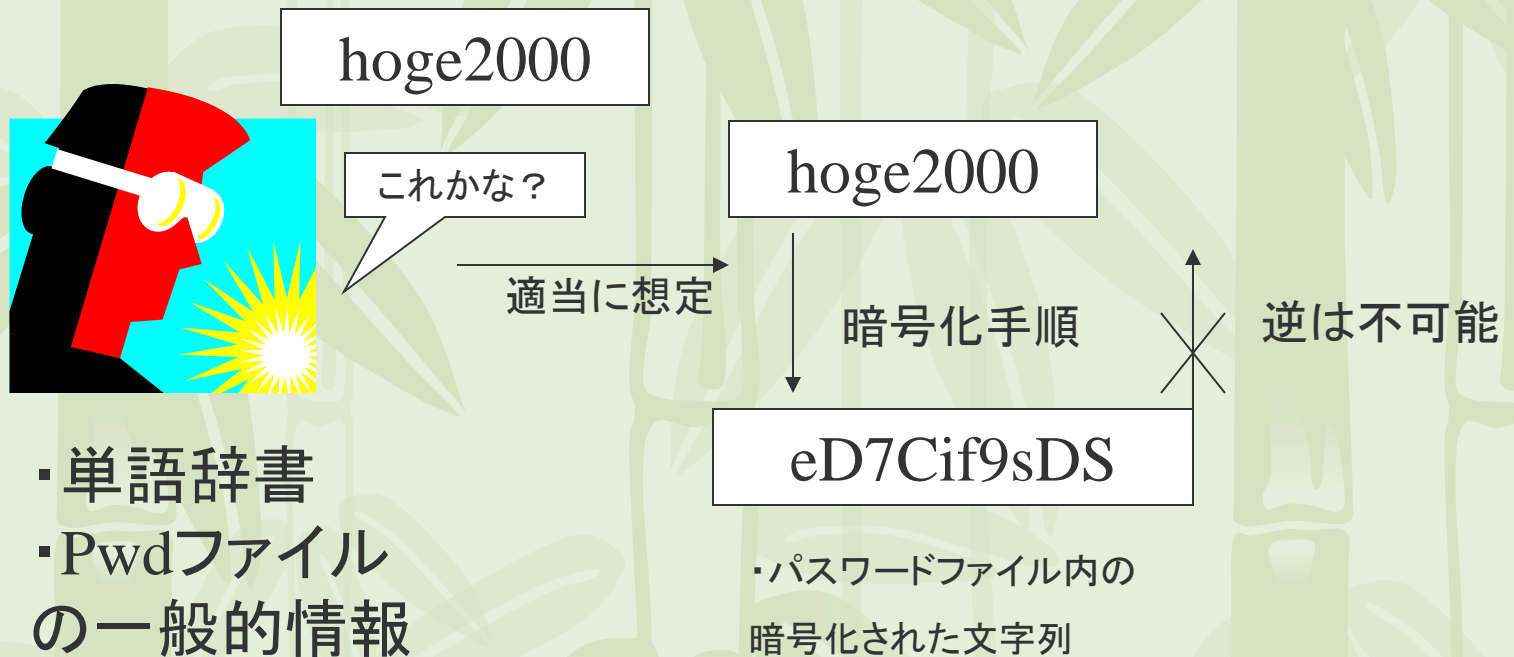 hoge2000
hoge2000
これかな？
適当に想定
暗号化手順
逆は不可能
eD7Cif9sDS
・単語辞書
・Pwdファイル
の一般的情報
・パスワードファイル内の
暗号化された文字列